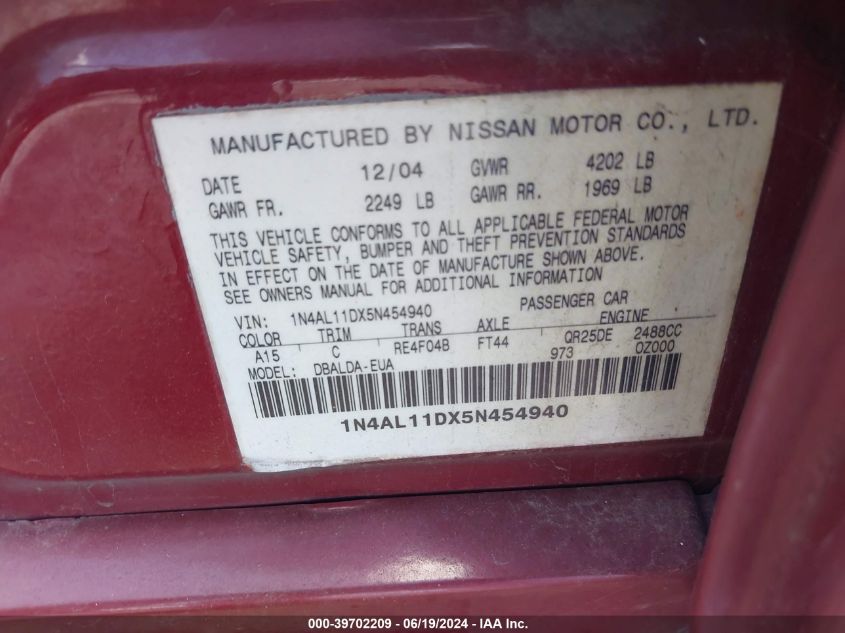 MANUFACTURED BY NISSAN MOTOR CO., LTD.
DATE 12/04 GVWR 4202 LB
GAWR FR. 2249 LB GAWR RR. 1969 LB
THIS VEHICLE CONFORMS TO ALL APPLICABLE FEDERAL MOTOR
VEHICLE SAFETY, BUMPER AND THEFT PREVENTION STANDARDS
IN EFFECT ON THE DATE OF MANUFACTURE SHOWN ABOVE.
SEE OWNERS MANUAL FOR ADDITIONAL INFORMATION
VIN: 1N4AL11DX5N454940 PASSENGER CAR
COLOR TRIM TRANS AXLE ENGINE
A15 C RE4F04B FT44 QR25DE 2488CC
MODEL: DBALDA-EUA 973 0Z000
1N4AL11DX5N454940
000-39702209 - 06/19/2024 - IAA Inc.